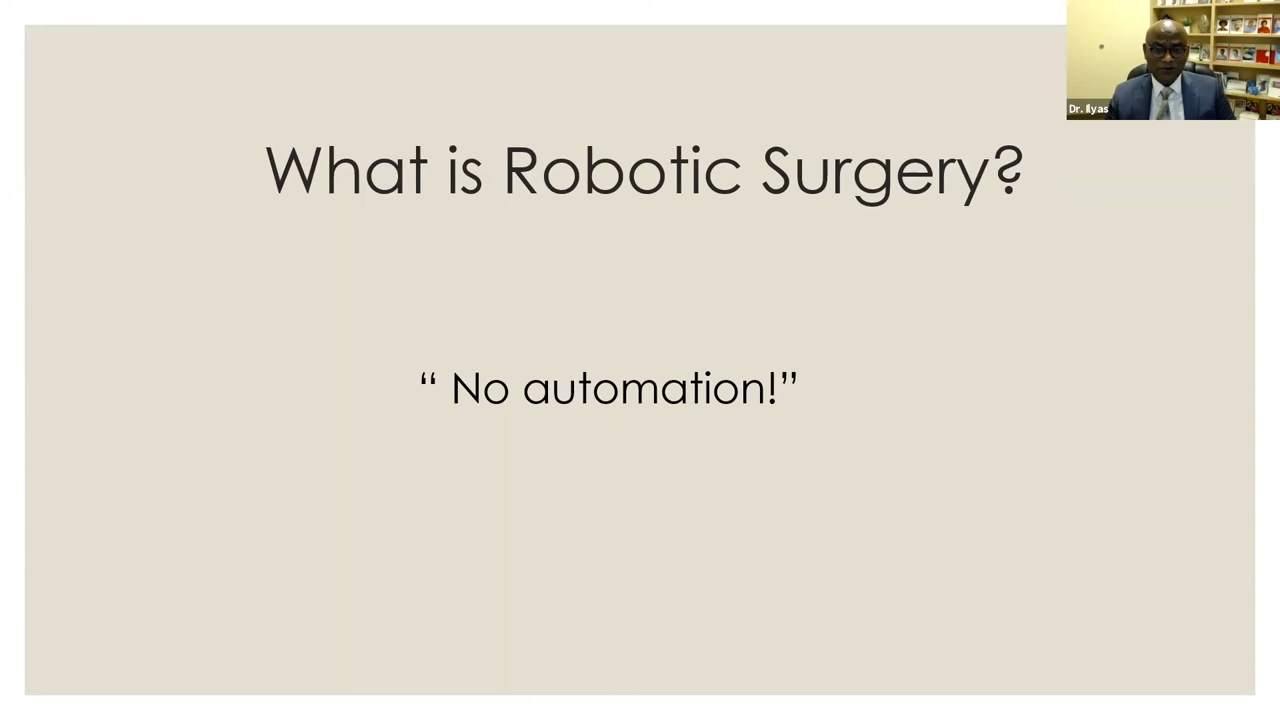 What is Robotic Surgery?
“ No automation!”
Dr. Ilyas